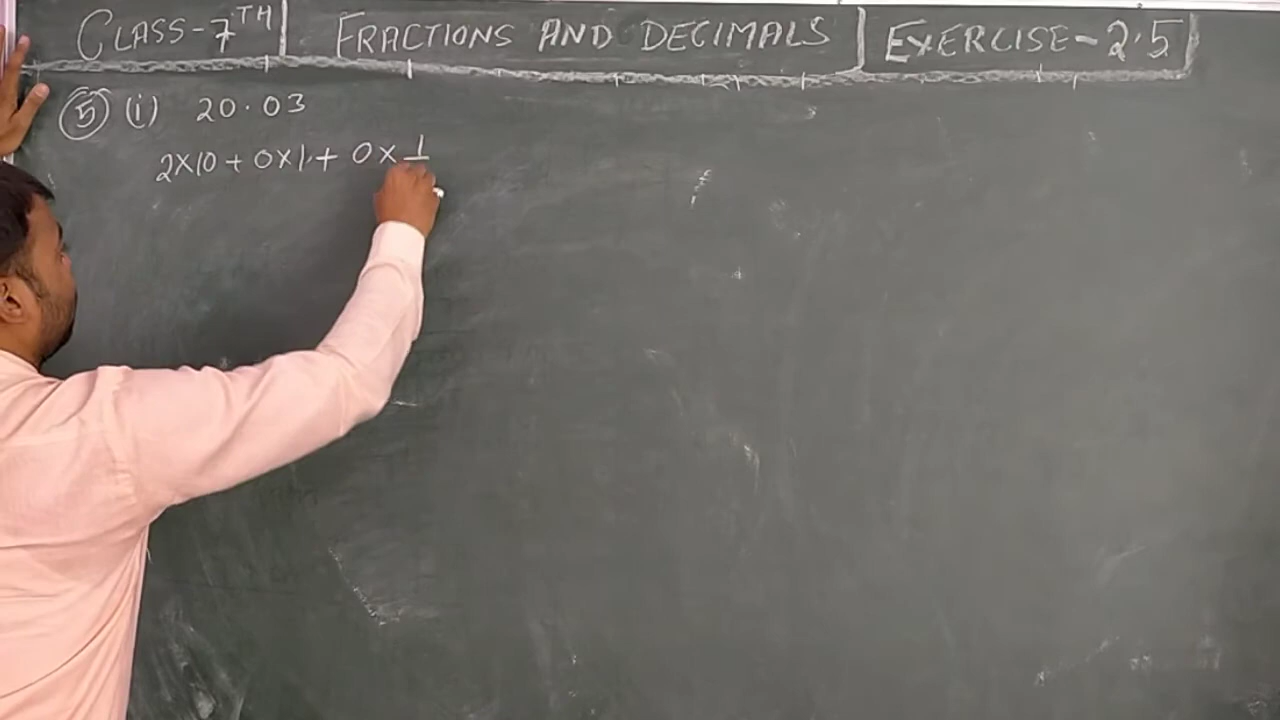 CLASS-7TH FRACTIONS AND DECIMALS EXERCISE-2.5
(5) (i) 20.03
2×10 + 0×1 + 0×1